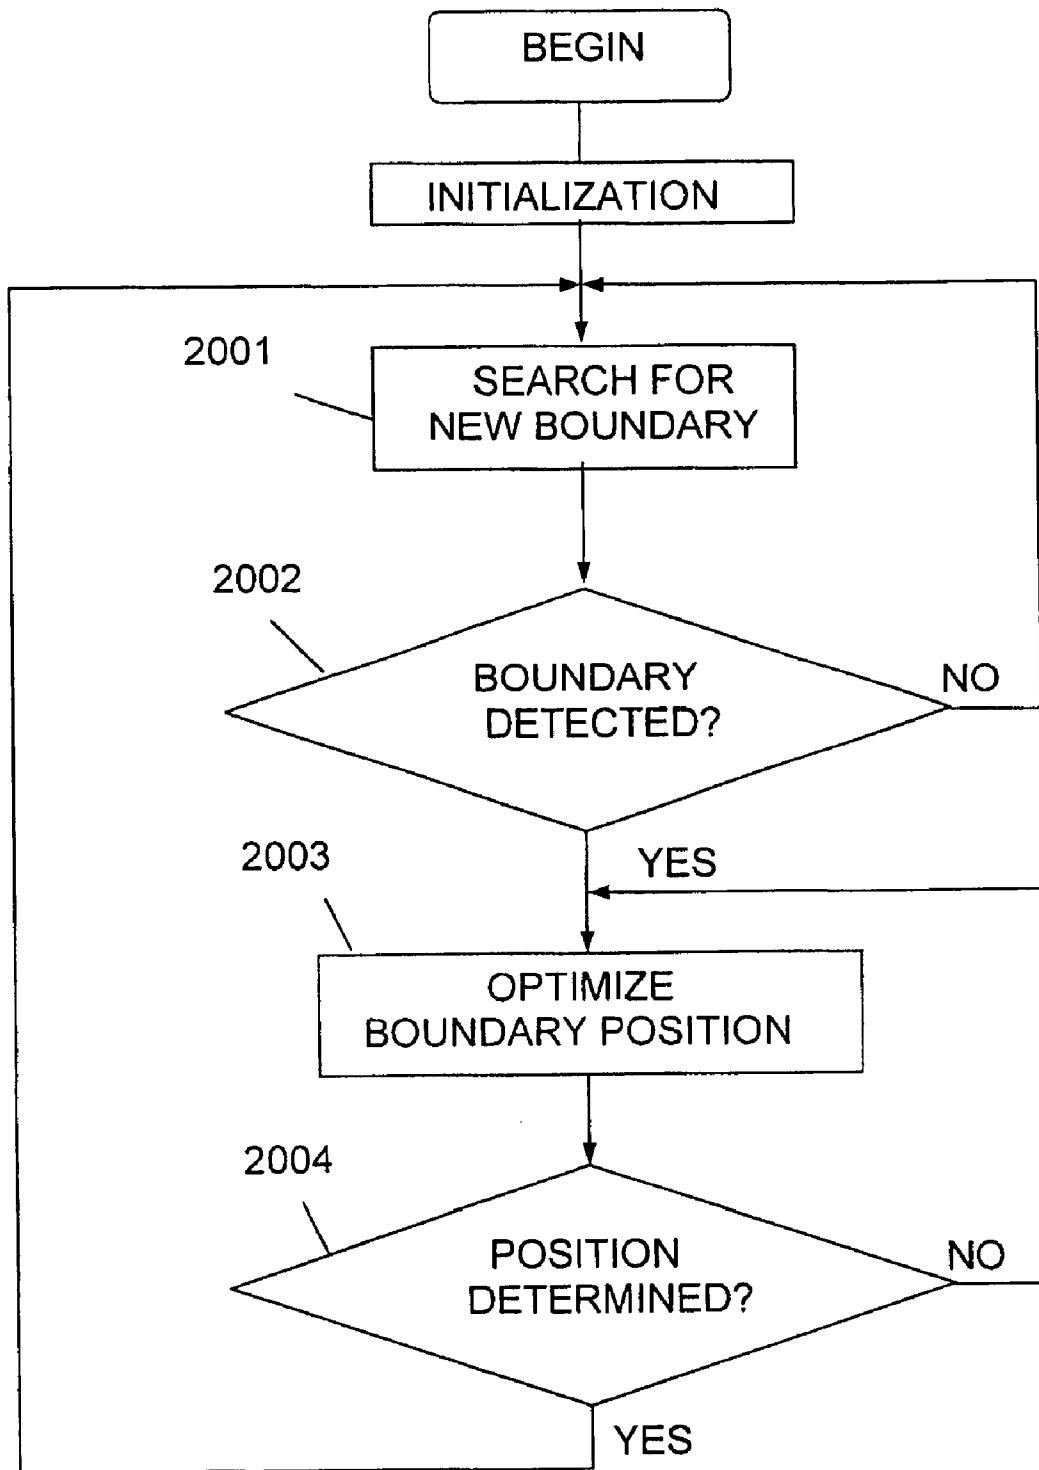 BEGIN
INITIALIZATION
2001
SEARCH FOR
NEW BOUNDARY
2002
BOUNDARY
DETECTED?
NO
YES
2003
OPTIMIZE
BOUNDARY POSITION
2004
POSITION
DETERMINED?
NO
YES